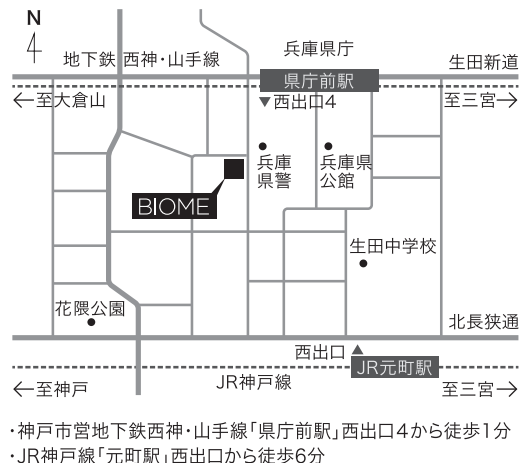 N
兵庫県庁
地下鉄 西神・山手線
生田新道
県庁前駅
←至大倉山
▼西出口4
至三宮→
兵庫
県警
兵庫県
公館
BIOME
生田中学校
花隈公園
北長狭通
西出口▲
JR元町駅
←至神戸
JR神戸線
至三宮→
・神戸市営地下鉄西神・山手線「県庁前駅」西出口4から徒歩1分
・JR神戸線「元町駅」西出口から徒歩6分